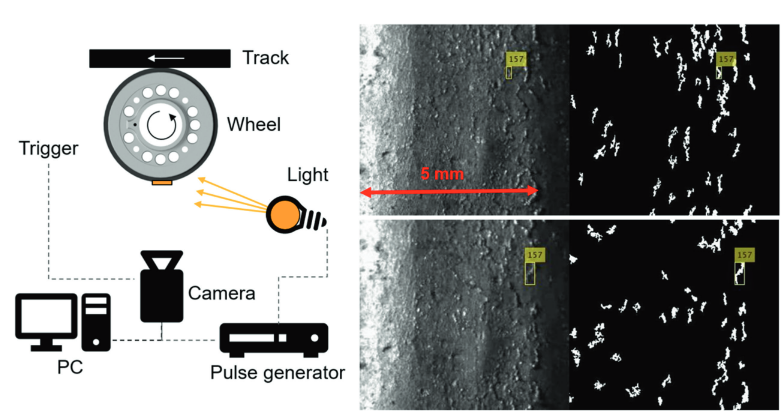 Track
Wheel
Trigger
Light
Camera
PC
Pulse generator
157
157
5 mm
157
157